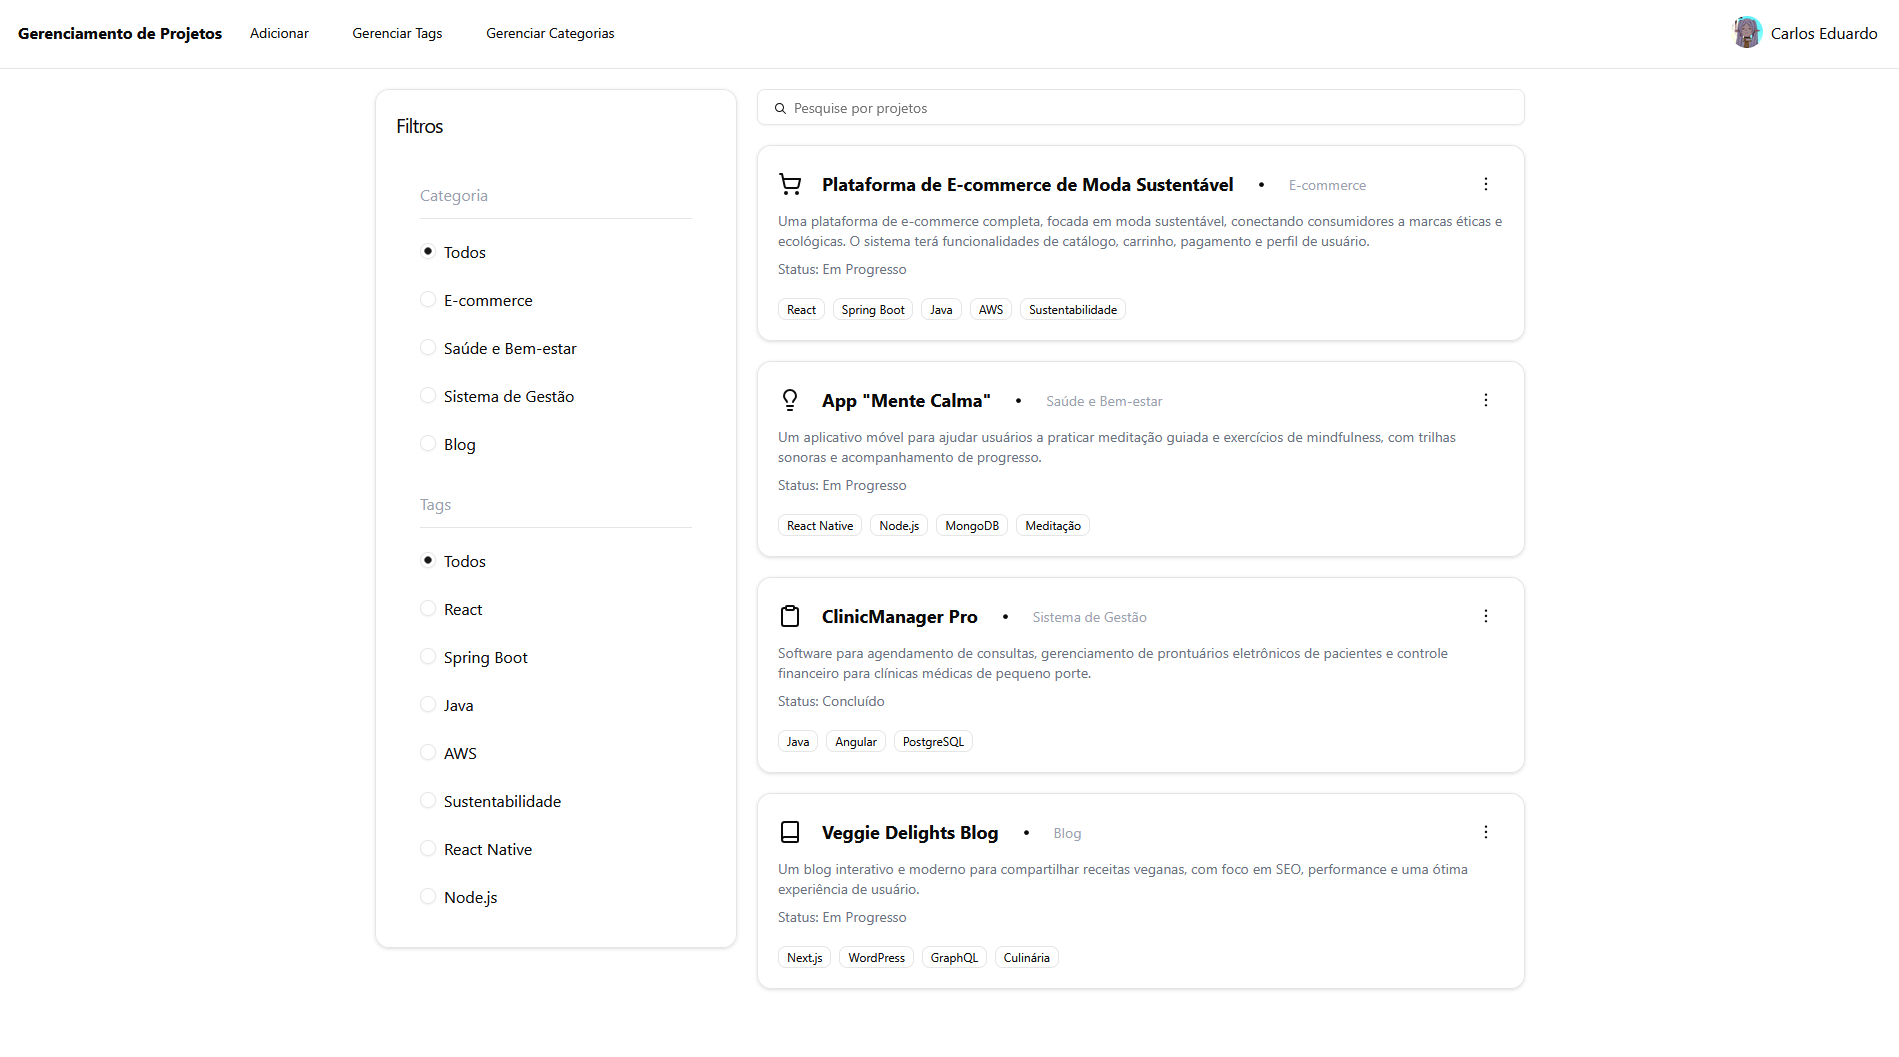 Gerenciamento de Projetos
Adicionar
Gerenciar Tags
Gerenciar Categorias
Carlos Eduardo
Filtros
Categoria
Todos
E-commerce
Saúde e Bem-estar
Sistema de Gestão
Blog
Tags
Todos
React
Spring Boot
Java
AWS
Sustentabilidade
React Native
Node.js
Pesquise por projetos
Plataforma de E-commerce de Moda Sustentável • E-commerce
Uma plataforma de e-commerce completa, focada em moda sustentável, conectando consumidores a marcas éticas e
ecológicas. O sistema terá funcionalidades de catálogo, carrinho, pagamento e perfil de usuário.
Status: Em Progresso
React Spring Boot Java AWS Sustentabilidade
App "Mente Calma" • Saúde e Bem-estar
Um aplicativo móvel para ajudar usuários a praticar meditação guiada e exercícios de mindfulness, com trilhas
sonoras e acompanhamento de progresso.
Status: Em Progresso
React Native Node.js MongoDB Meditação
ClinicManager Pro • Sistema de Gestão
Software para agendamento de consultas, gerenciamento de prontuários eletrônicos de pacientes e controle
financeiro para clínicas médicas de pequeno porte.
Status: Concluído
Java Angular PostgreSQL
Veggie Delights Blog • Blog
Um blog interativo e moderno para compartilhar receitas veganas, com foco em SEO, performance e uma ótima
experiência de usuário.
Status: Em Progresso
Next.js WordPress GraphQL Culinária